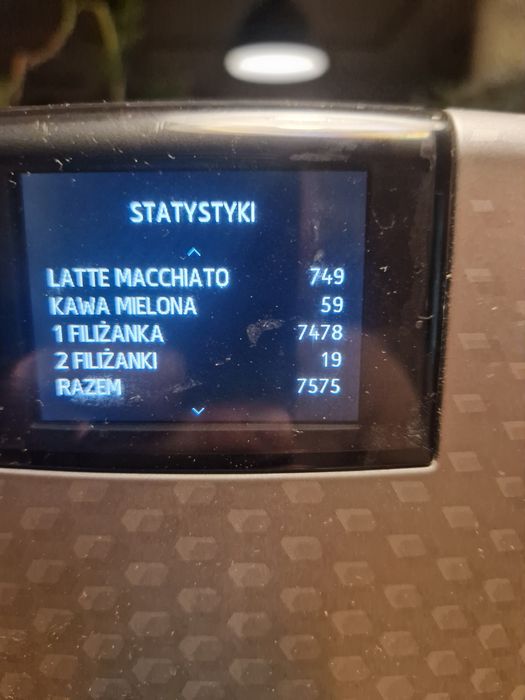 STATYSTYKI
LATTE MACCHIATO 749
KAWA MIELONA 59
1 FILIŻANKA 7478
2 FILIŻANKI 19
RAZEM 7575